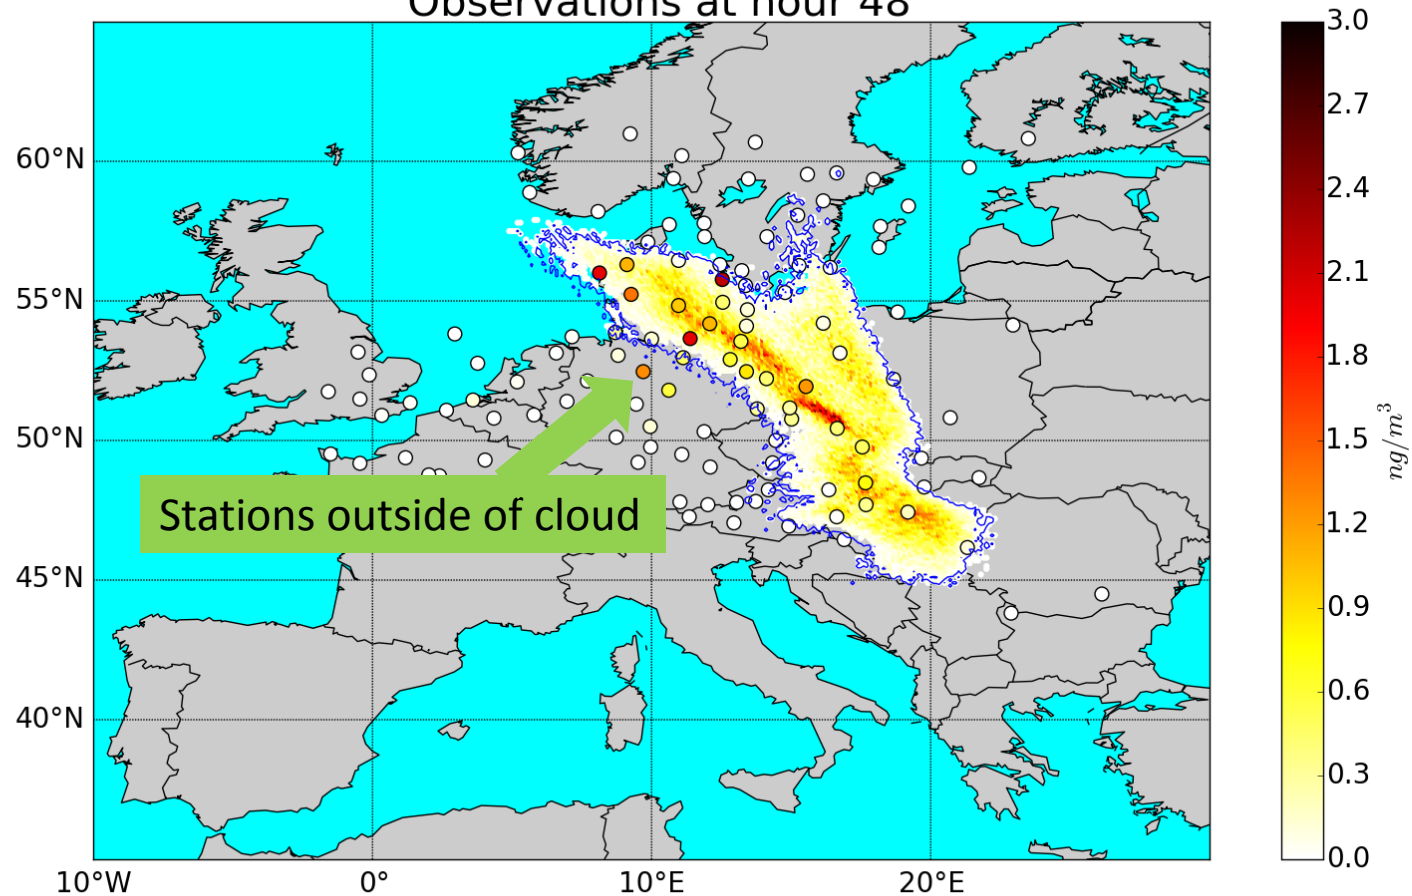 Observations at hour 48
3.0
2.7
60°N
2.4
55°N
2.1
1.8
50°N
1.5
ng/m³
Stations outside of cloud
1.2
45°N
0.9
0.6
40°N
0.3
0.0
10°W 0° 10°E 20°E